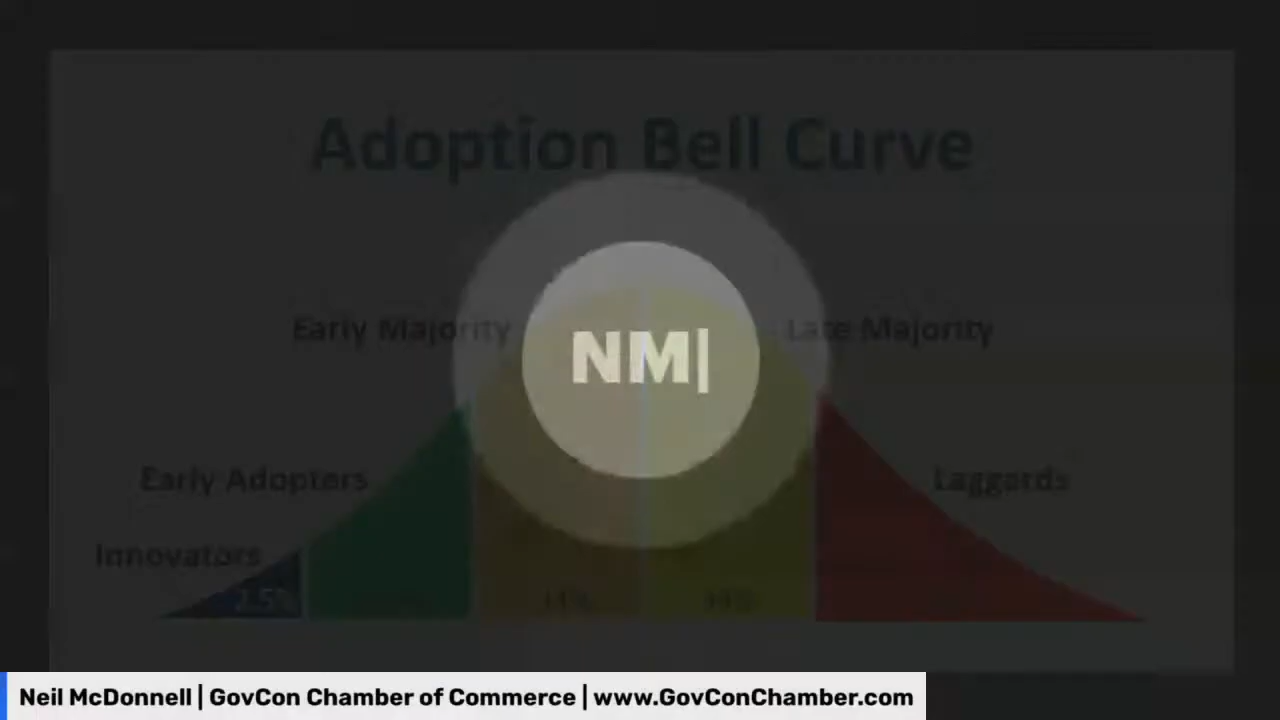 Adoption Bell Curve
Early Majority
Late Majority
NM|
Early Adopters
Laggards
Innovators
2.5%
34%
Neil McDonnell | GovCon Chamber of Commerce | www.GovConChamber.com